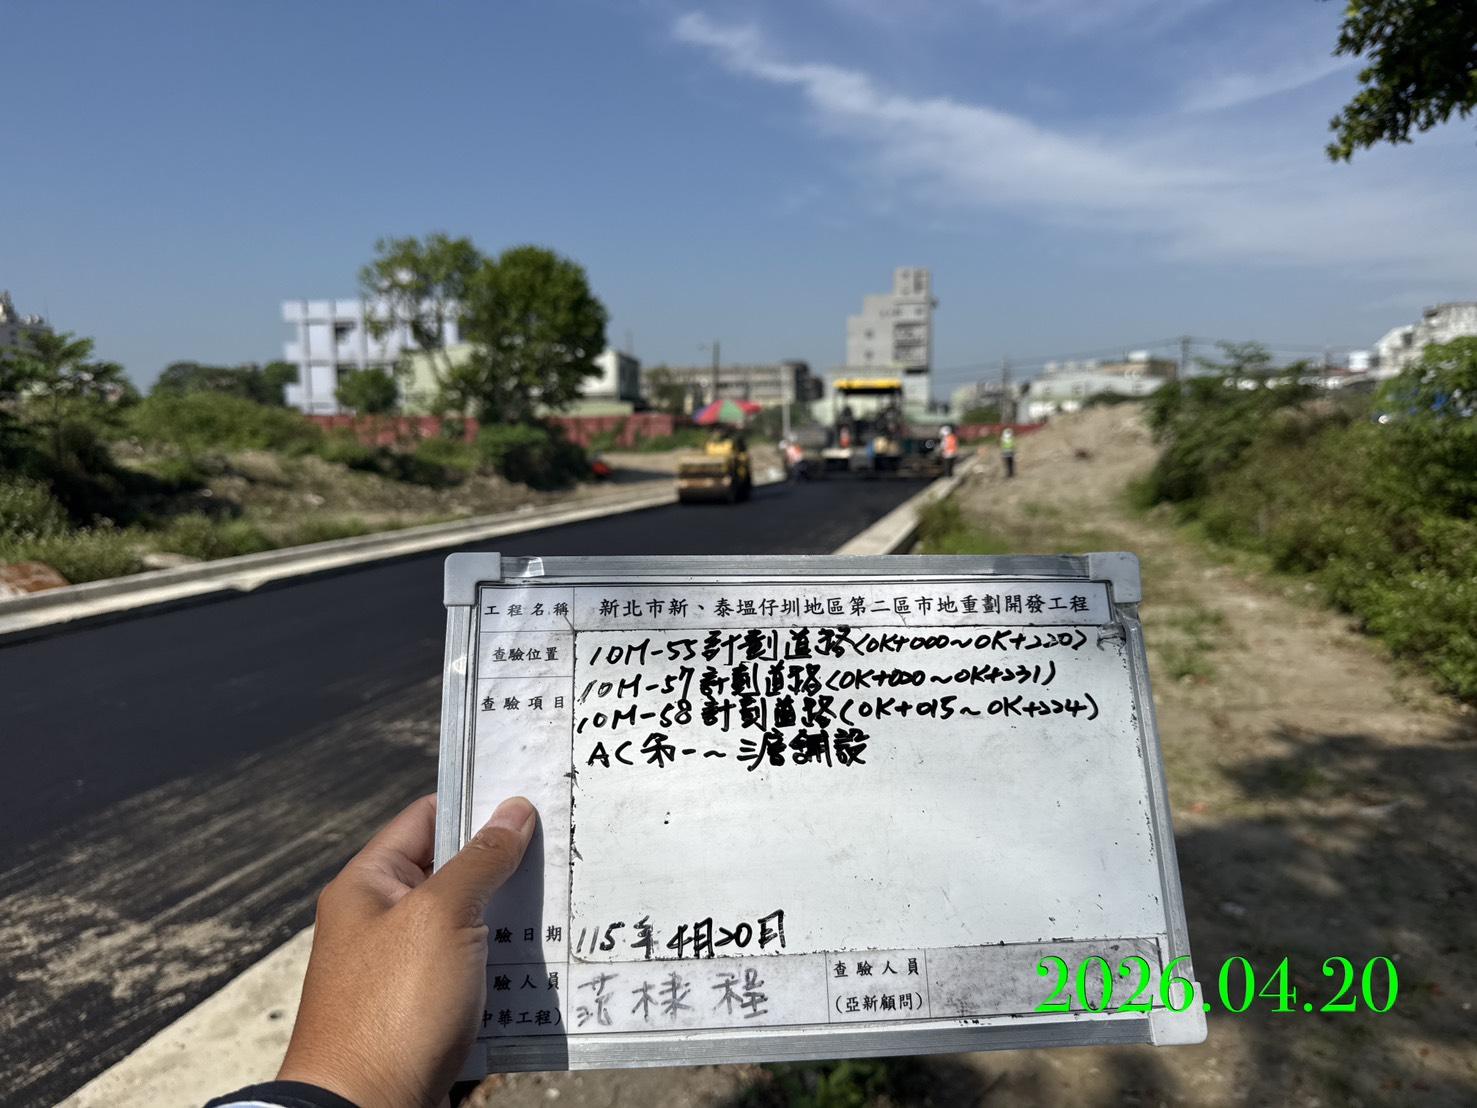 工程名稱 新北市新、泰塭仔圳地區第二區市地重劃開發工程
查驗位置 10M-55計劃道路(0K+000~0K+220)
10M-57計劃道路(0K+000~0K+231)
查驗項目 10M-58計劃道路(0K+015~0K+224)
AC第一~三層鋪設
驗日期 115年4月20日
驗人員 棣程 查驗人員
中華工程) (亞新顧問)
2026.04.20